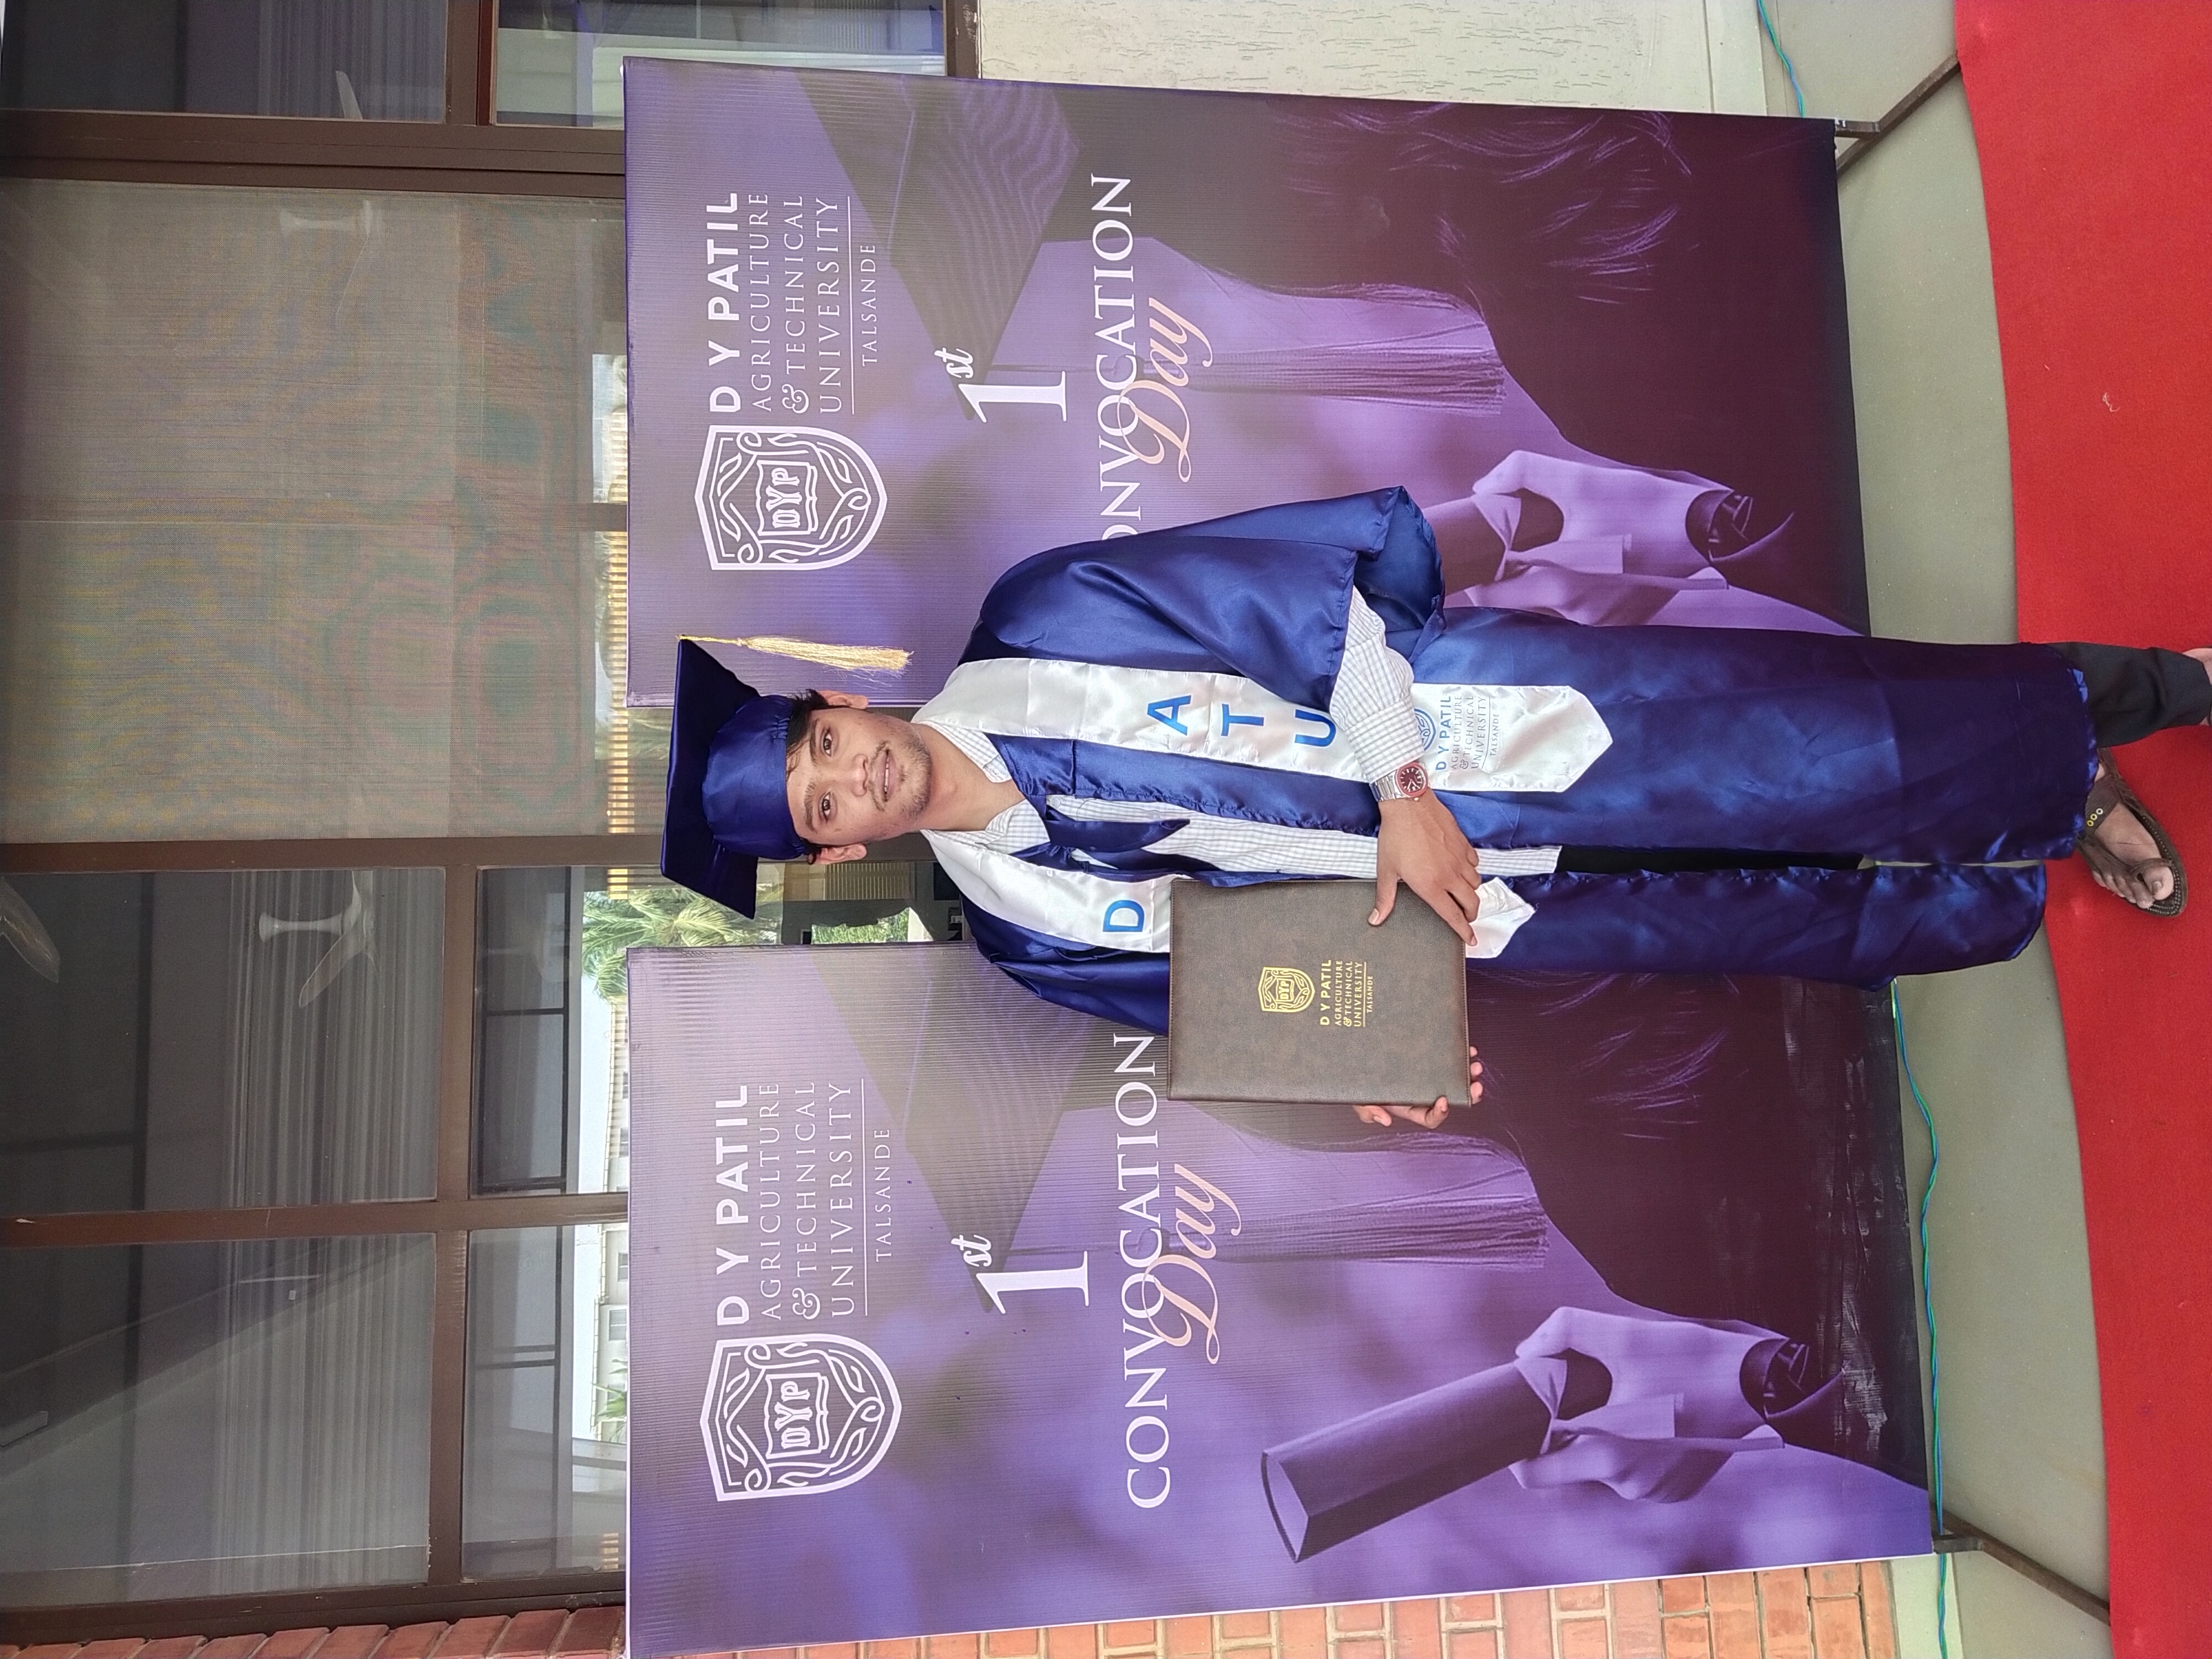 DYP
D Y PATIL
AGRICULTURE
& TECHNICAL
UNIVERSITY
TALSANDE
1st
CONVOCATION
Day
DYP
D Y PATIL
AGRICULTURE
& TECHNICAL
UNIVERSITY
TALSANDE
1st
ONVOCATION
Day
D
A
T
U
DYP
D Y PATIL
AGRICULTURE
& TECHNICAL
UNIVERSITY
TALSANDE
D Y PATIL
AGRICULTURE
& TECHNICAL
UNIVERSITY
TALSANDE